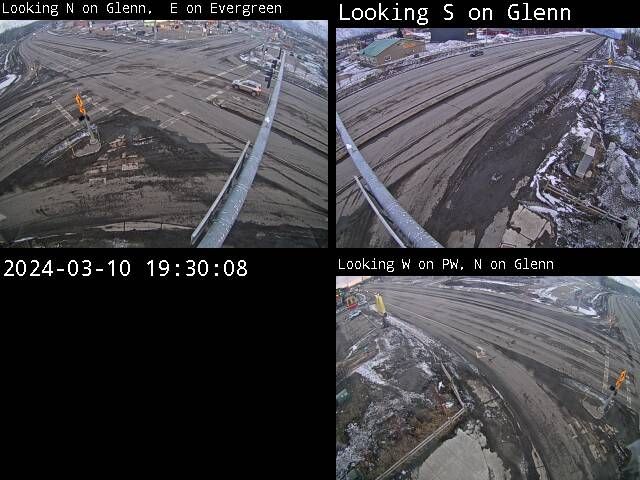 Looking N on Glenn,  E on Evergreen
Looking S on Glenn
2024-03-10 19:30:08
Looking W on PW, N on Glenn